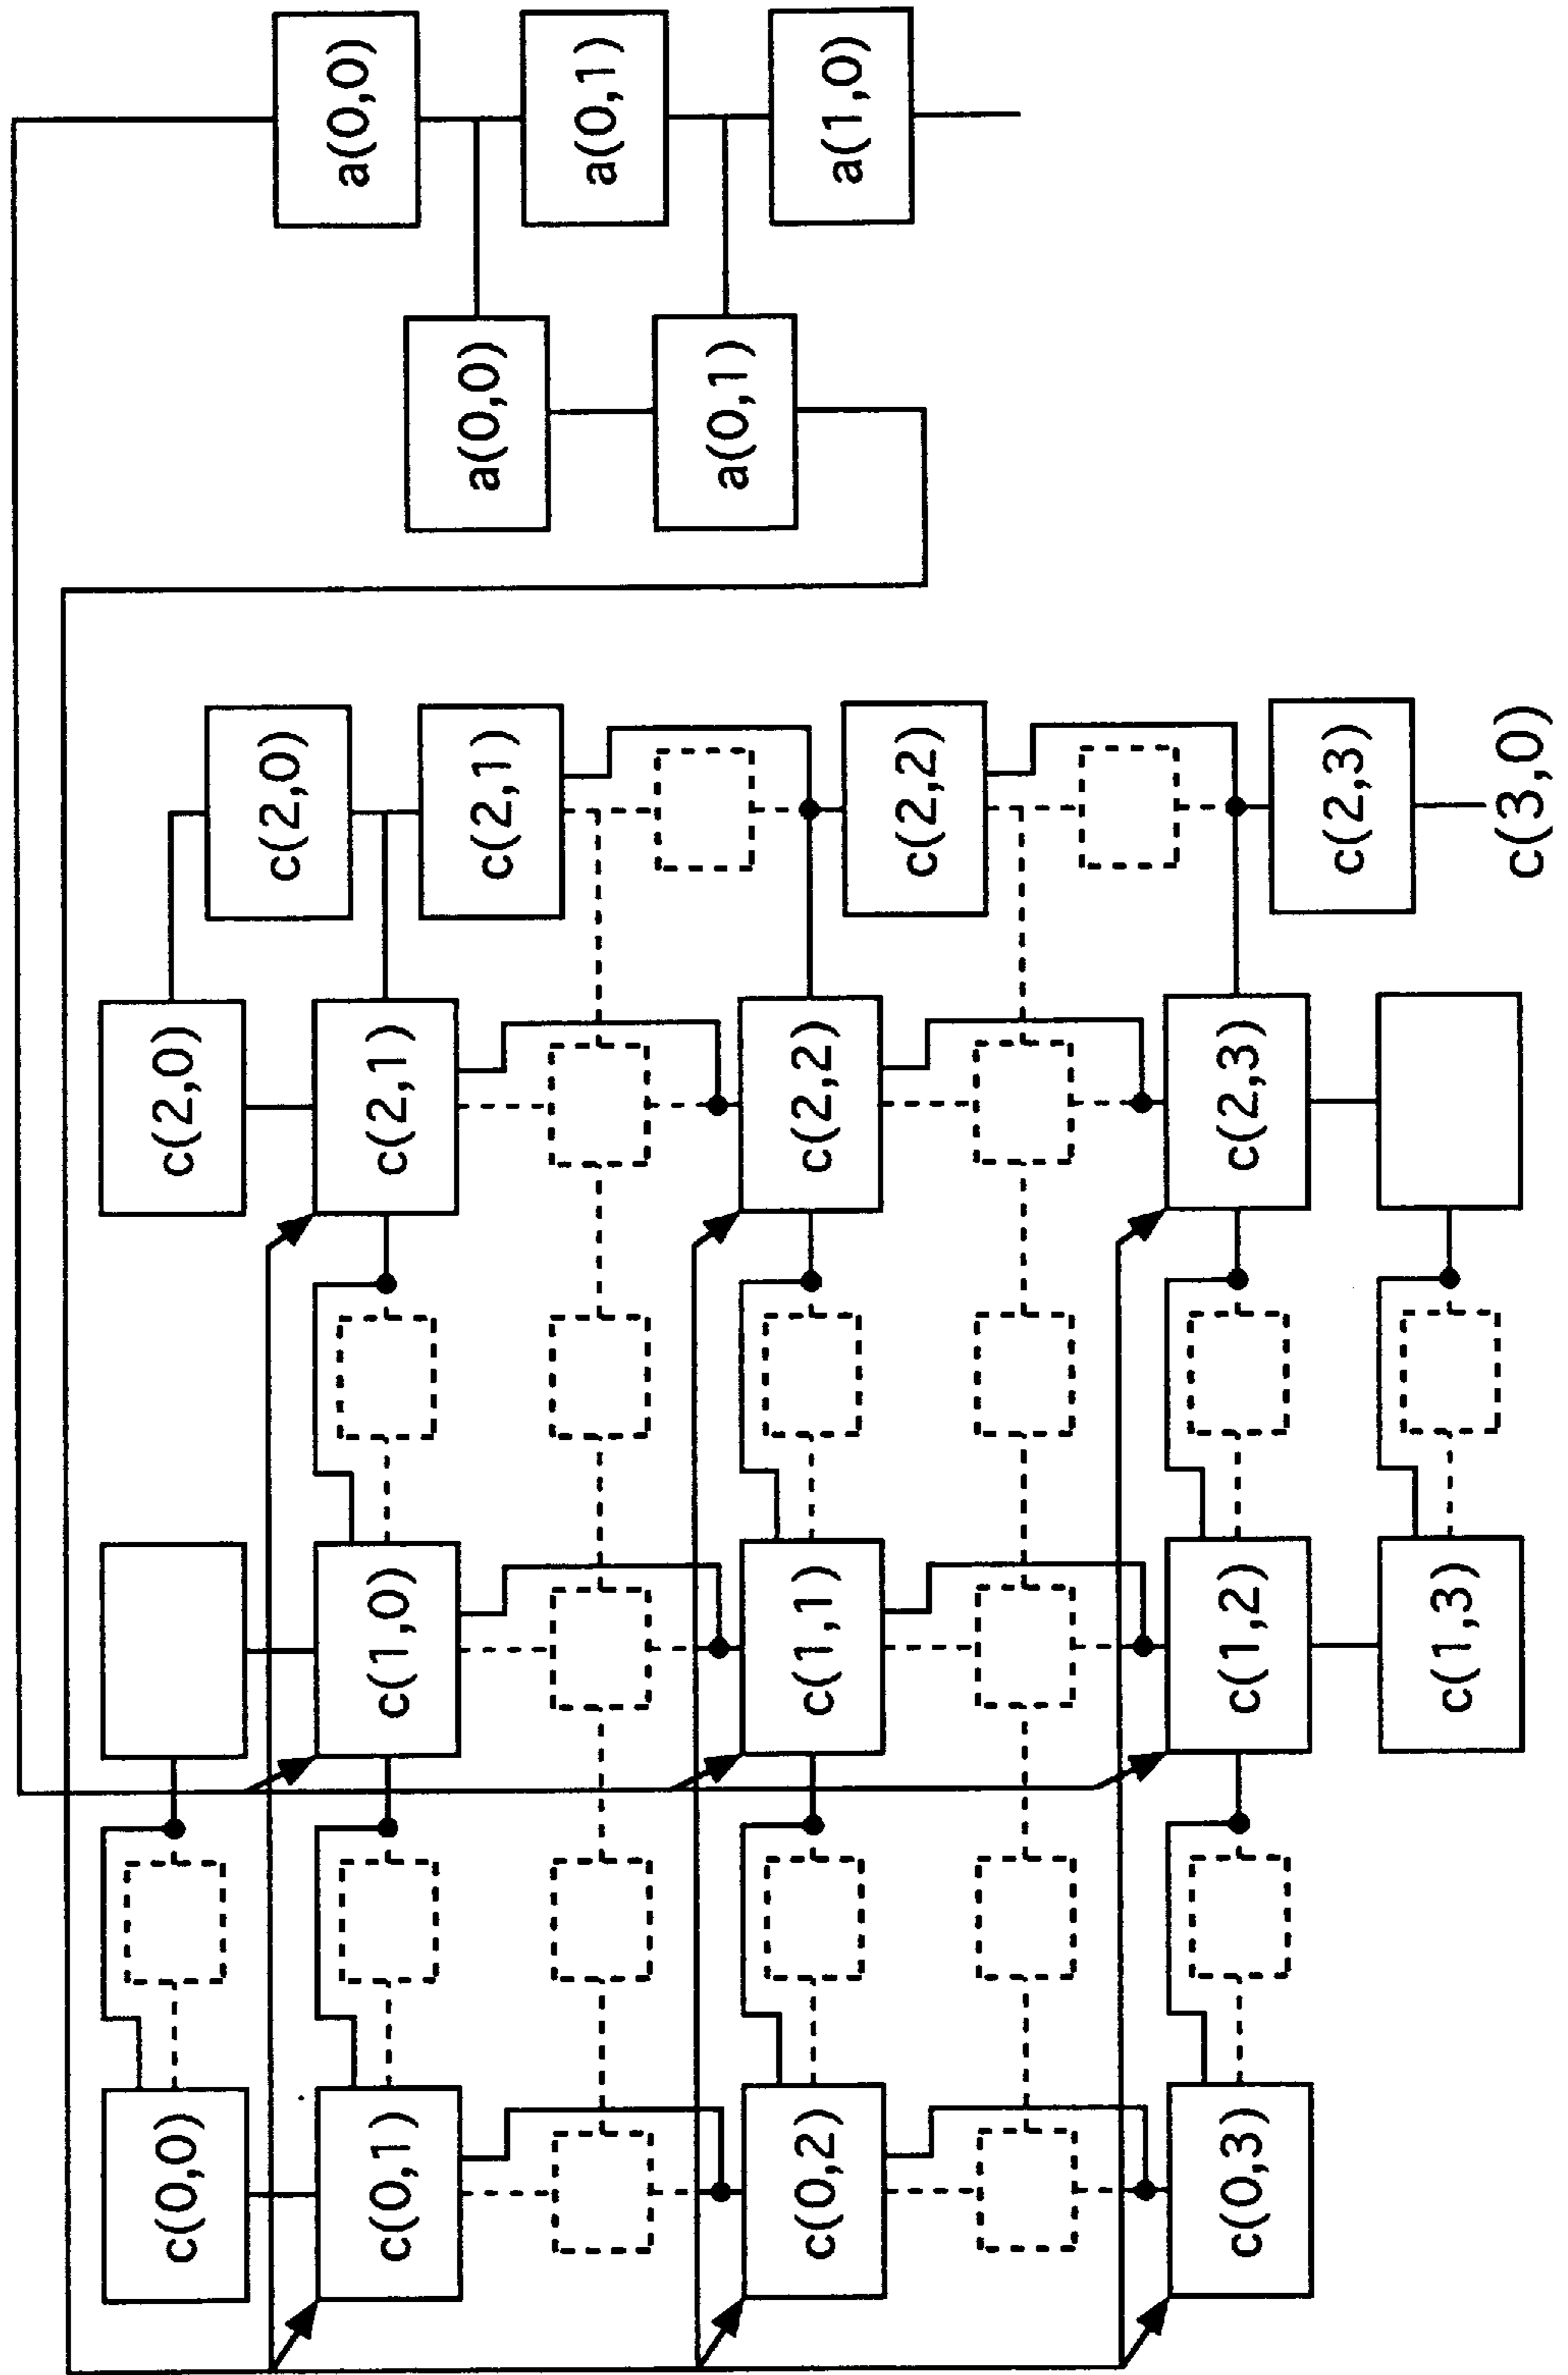 c(0,0)
c(2,0)
c(2,0)
a(0,0)
c(0,1)
c(1,0)
c(2,1)
c(2,1)
a(0,0)
a(0,1)
a(0,1)
c(0,2)
c(1,1)
c(2,2)
a(1,0)
c(2,2)
c(0,3)
c(1,2)
c(2,3)
c(2,3)
c(1,3)
c(3,0)